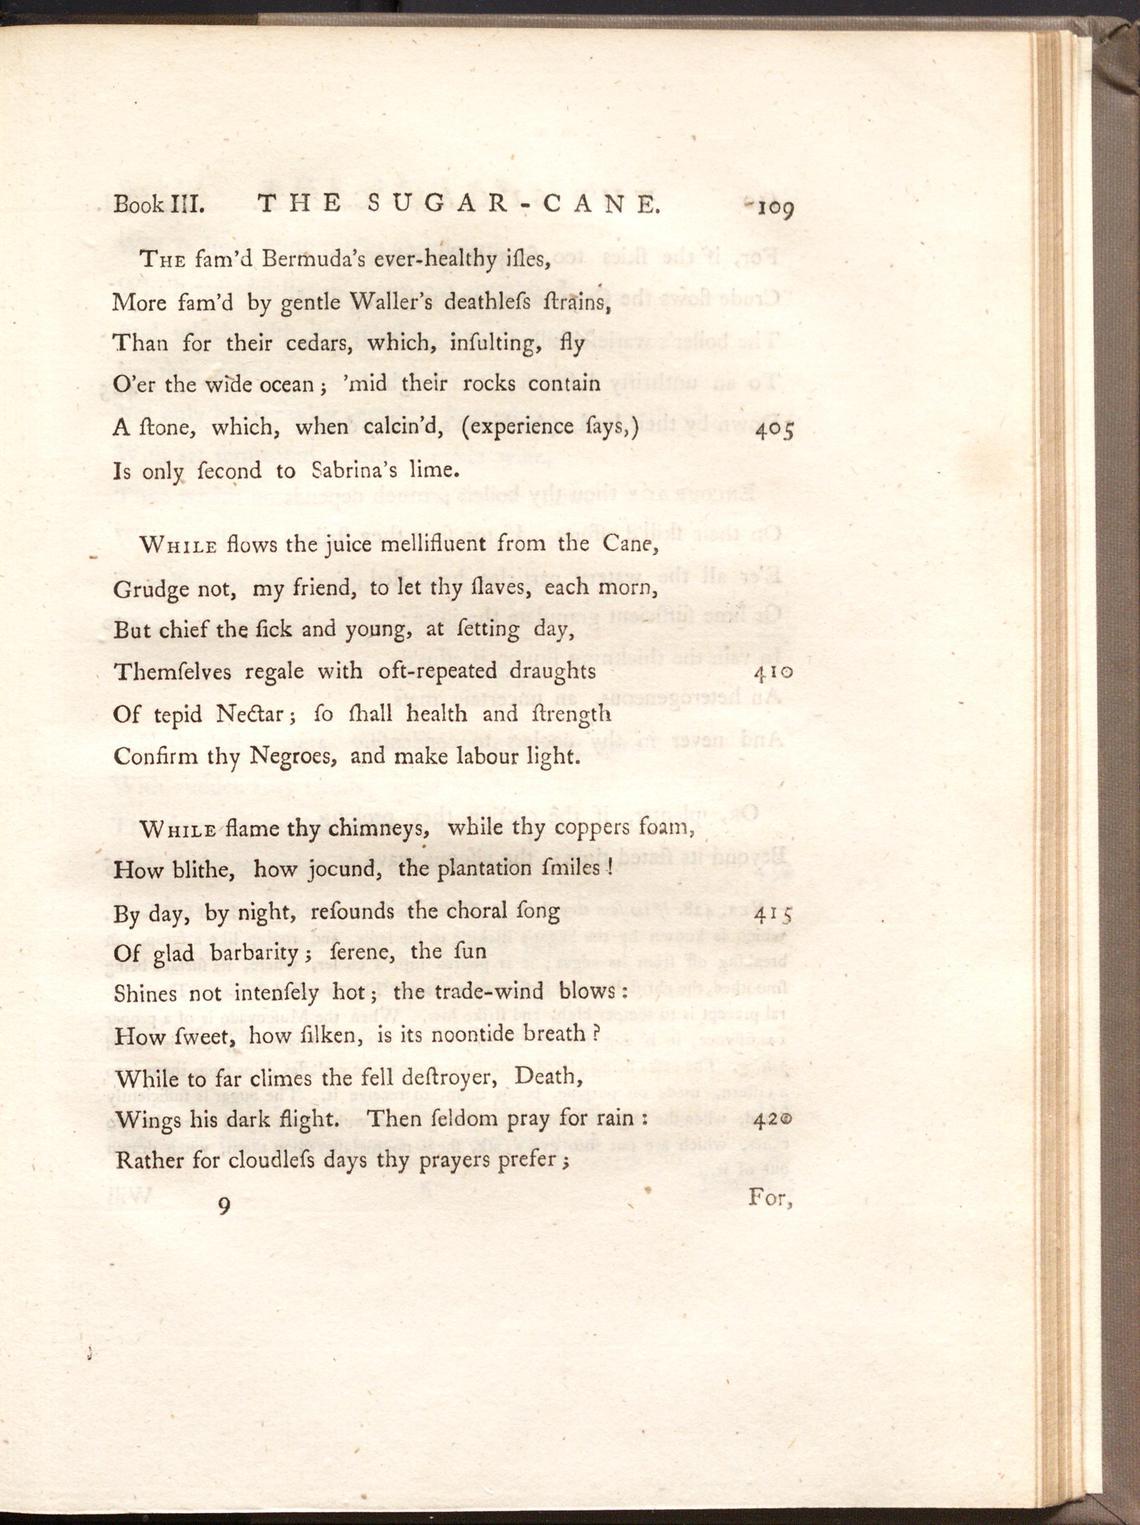 Book III. THE SUGAR-CANE. 109
THE fam'd Bermuda's ever-healthy iſles,
More fam'd by gentle Waller's deathleſs ſtrains,
Than for their cedars, which, inſulting, fly
O'er the wide ocean; 'mid their rocks contain
A ſtone, which, when calcin'd, (experience ſays,) 405
Is only ſecond to Sabrina's lime.
WHILE flows the juice mellifluent from the Cane,
Grudge not, my friend, to let thy ſlaves, each morn,
But chief the ſick and young, at ſetting day,
Themſelves regale with oft-repeated draughts 410
Of tepid Nectar; ſo ſhall health and ſtrength
Confirm thy Negroes, and make labour light.
WHILE flame thy chimneys, while thy coppers foam,
How blithe, how jocund, the plantation ſmiles!
By day, by night, reſounds the choral ſong 415
Of glad barbarity; ſerene, the ſun
Shines not intenſely hot; the trade-wind blows:
How ſweet, how ſilken, is its noontide breath?
While to far climes the fell deſtroyer, Death,
Wings his dark flight. Then ſeldom pray for rain: 420
Rather for cloudleſs days thy prayers prefer;
9 For,